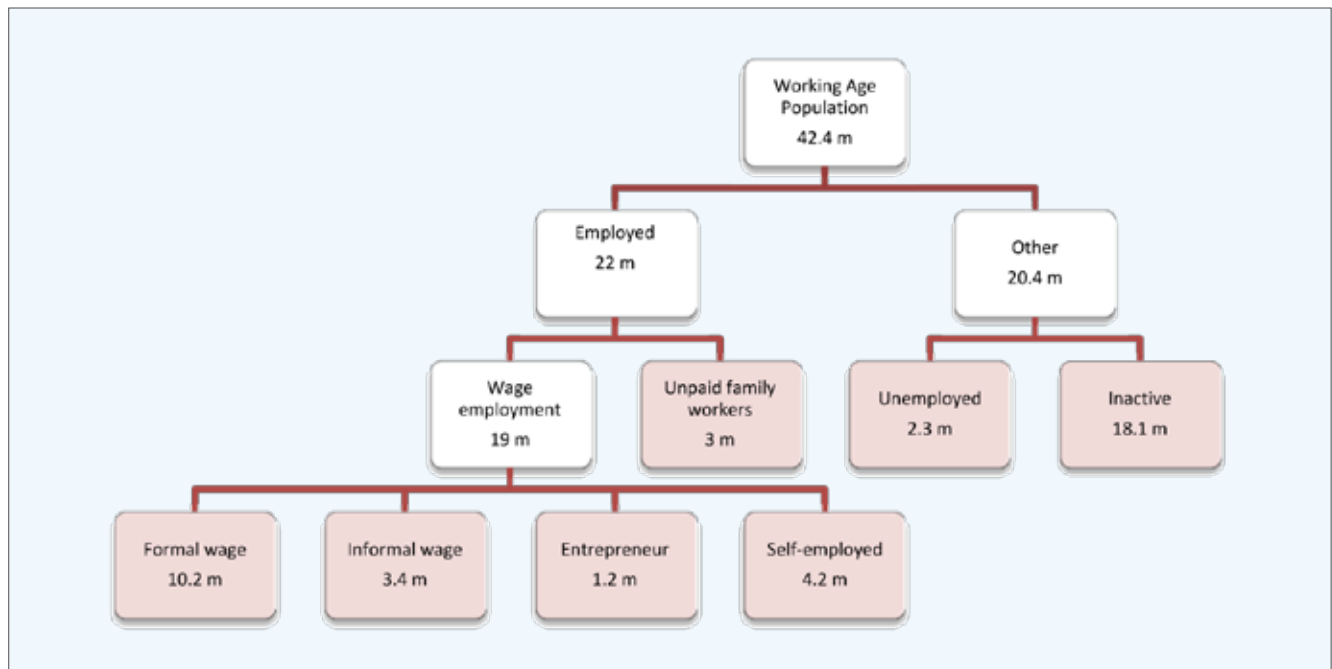 Working Age
Population
42.4 m
Employed
22 m
Other
20.4 m
Wage
employment
19 m
Unpaid family
workers
3 m
Unemployed
2.3 m
Inactive
18.1 m
Formal wage
10.2 m
Informal wage
3.4 m
Entrepreneur
1.2 m
Self-employed
4.2 m